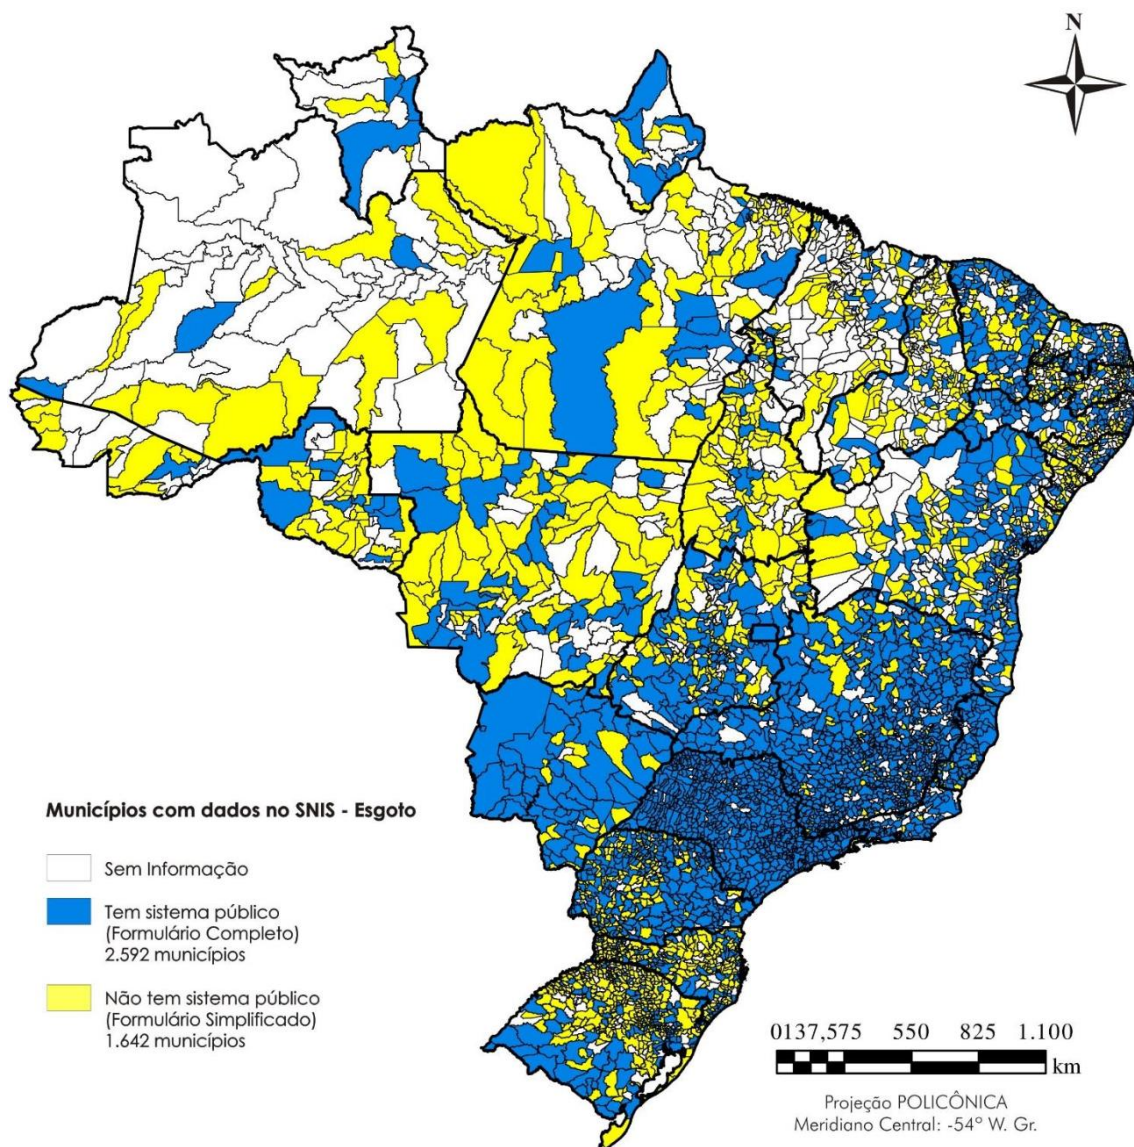 N
Municípios com dados no SNIS - Esgoto
Sem Informação
Tem sistema público
(Formulário Completo)
2.592 municípios
Não tem sistema público
(Formulário Simplificado)
1.642 municípios
0137,575 550 825 1.100
km
Projeção POLICÔNICA
Meridiano Central: -54º W. Gr.